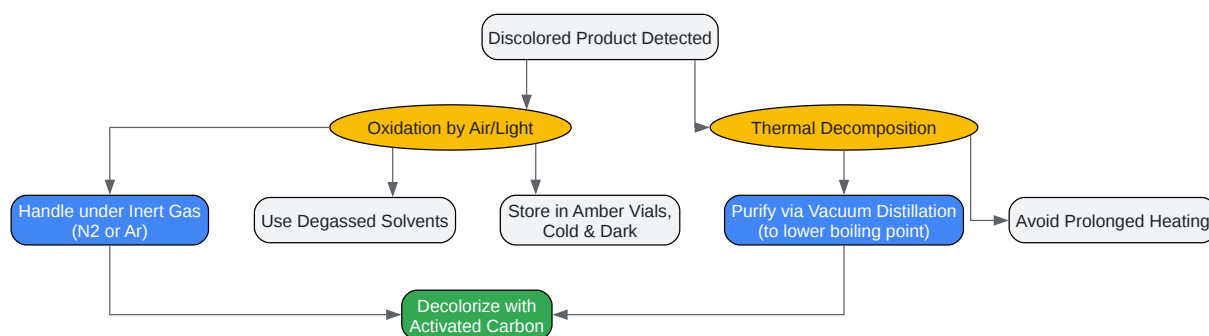 Discolored Product Detected
Oxidation by Air/Light
Thermal Decomposition
Handle under Inert Gas
(N2 or Ar)
Use Degassed Solvents
Store in Amber Vials,
Cold & Dark
Purify via Vacuum Distillation
(to lower boiling point)
Avoid Prolonged Heating
Decolorize with
Activated Carbon